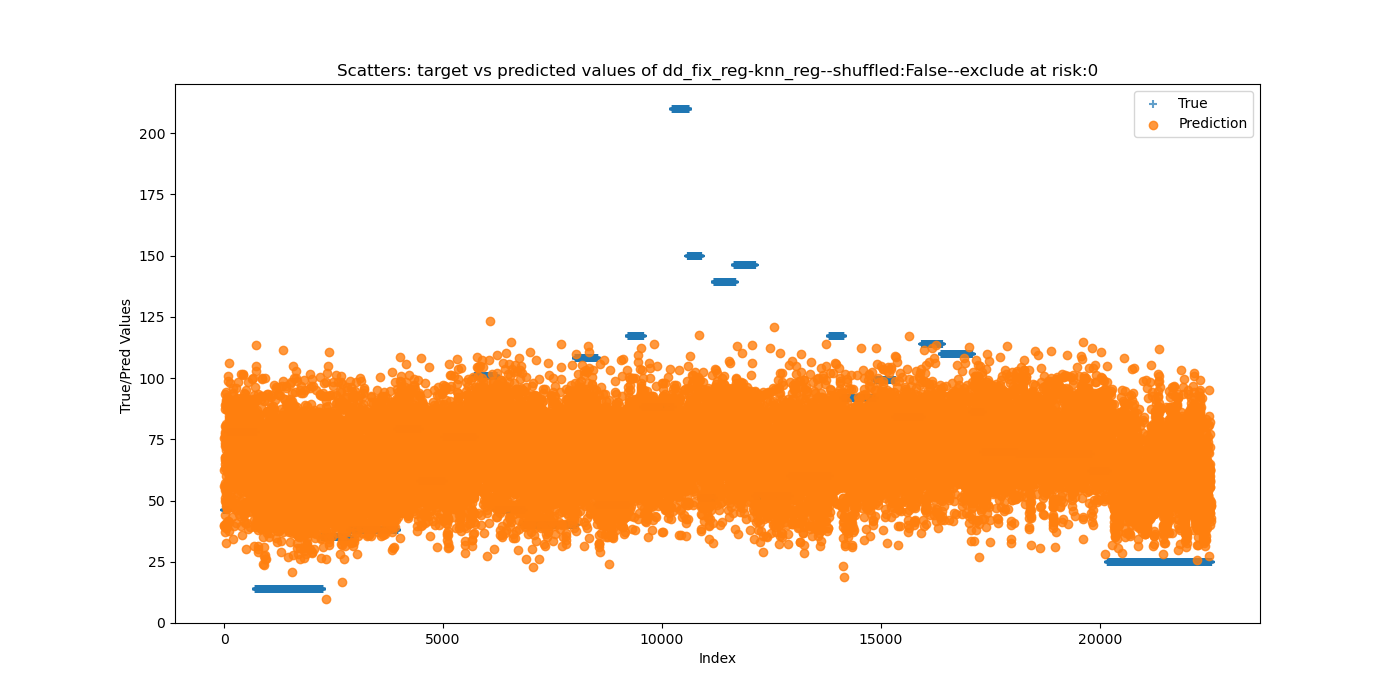 Scatters: target vs predicted values of dd_fix_reg-knn_reg--shuffled:False--exclude at risk:0
True
Prediction
True/Pred Values
200
175
150
125
100
75
50
25
0
0 5000 10000 15000 20000
Index